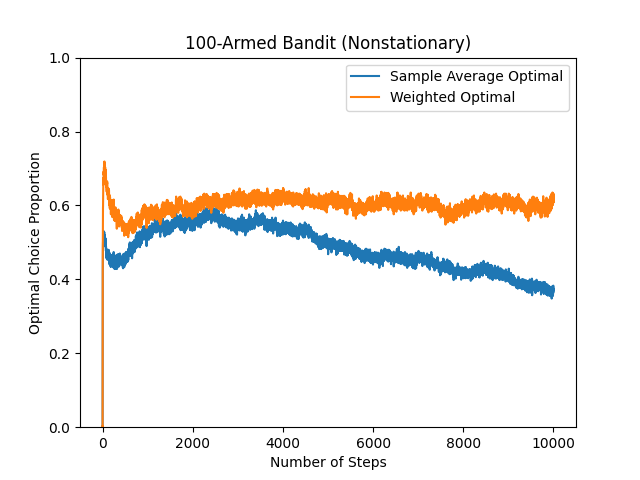 100-Armed Bandit (Nonstationary)
Sample Average Optimal
Weighted Optimal
Optimal Choice Proportion
1.0
0.8
0.6
0.4
0.2
0.0
0 2000 4000 6000 8000 10000
Number of Steps